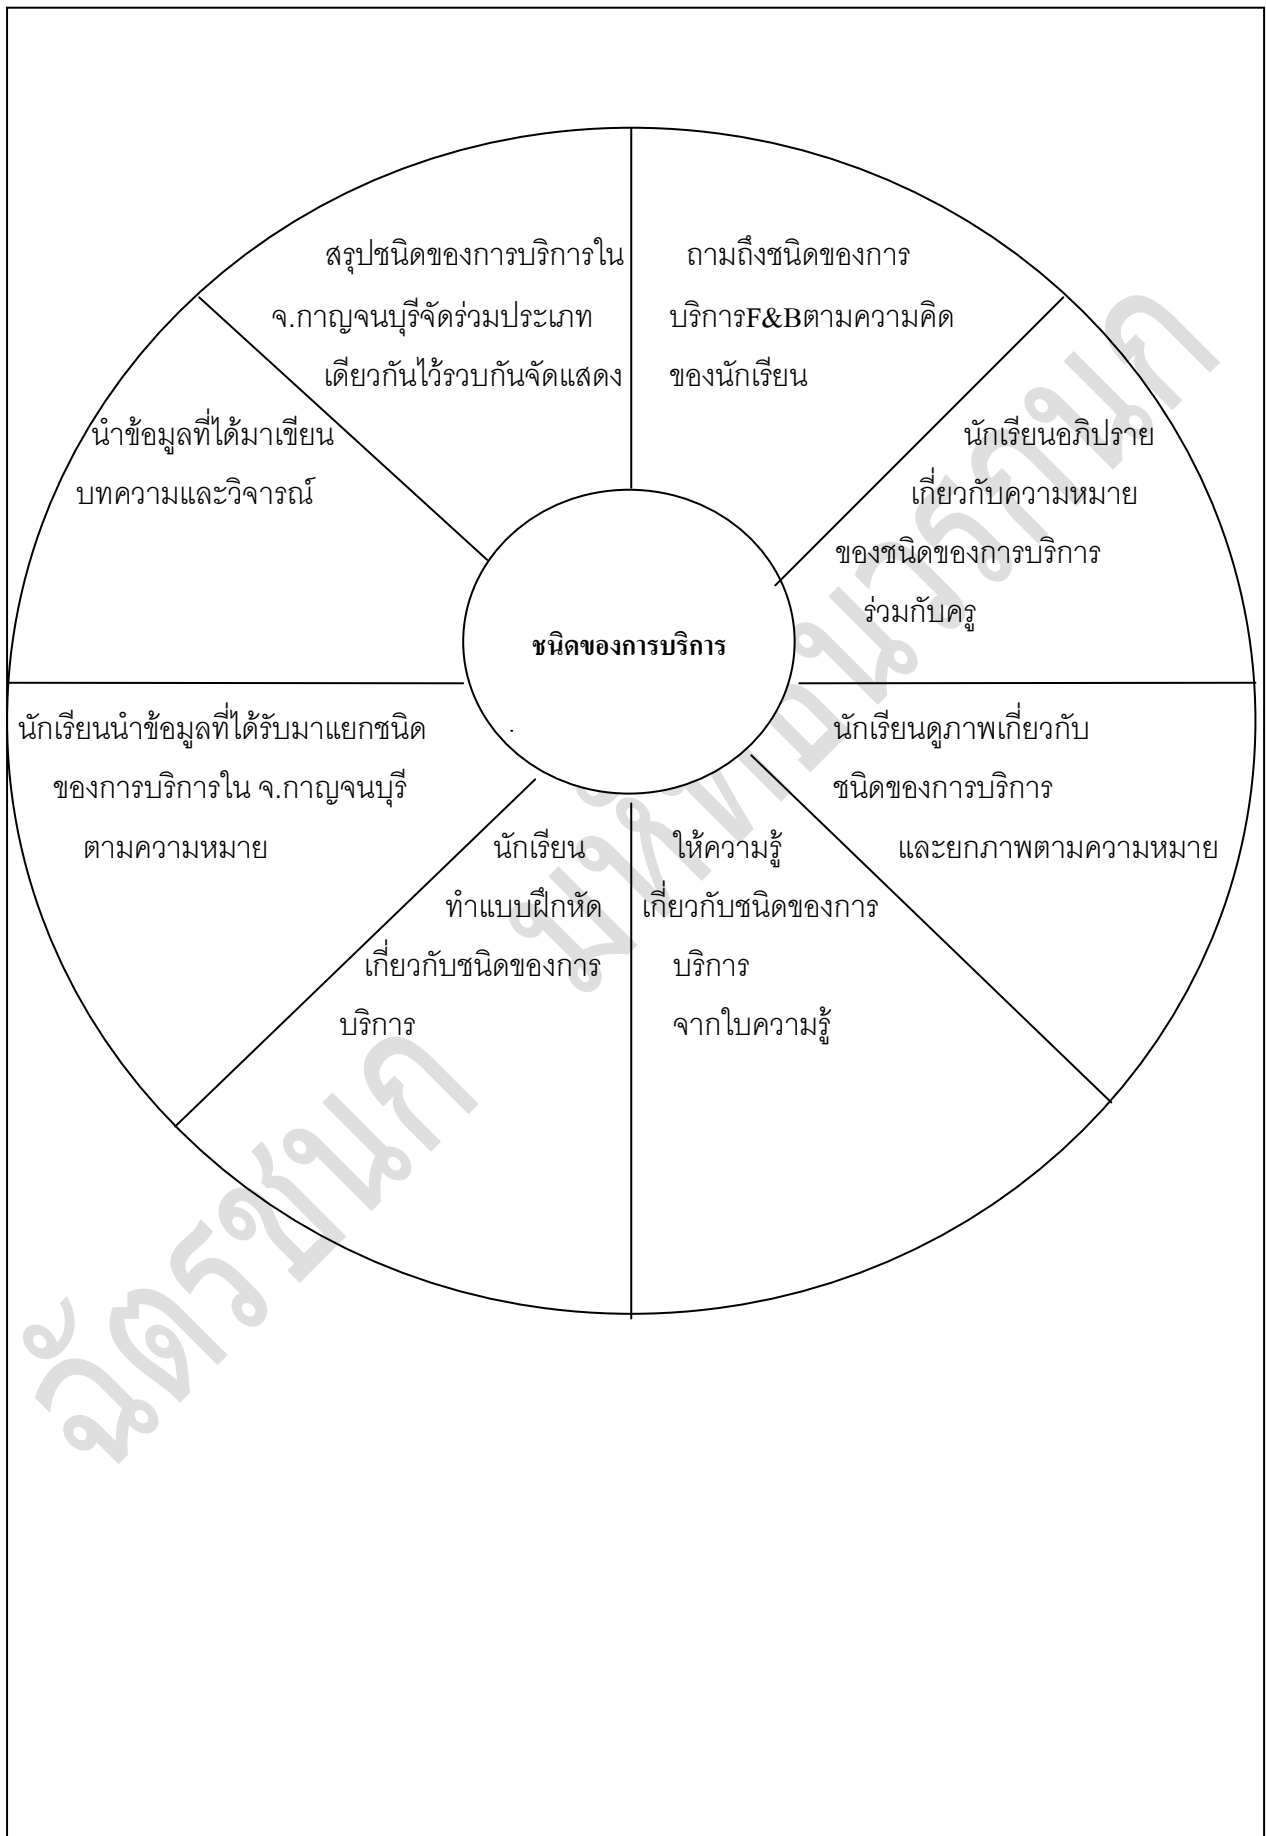 สรุปชนิดของการบริการใน
จ.กาญจนบุรีจัดร่วมประเภท
เดียวกันไว้รวบกันจัดแสดง
ถามถึงชนิดของการ
บริการF&Bตามความคิด
ของนักเรียน
นำข้อมูลที่ได้มาเขียน
บทความและวิจารณ์
นักเรียนอภิปราย
เกี่ยวกับความหมาย
ของชนิดของการบริการ
ร่วมกับครู
ชนิดของการบริการ
นักเรียนนำข้อมูลที่ได้รับมาแยกชนิด
ของการบริการใน จ.กาญจนบุรี
ตามความหมาย
นักเรียนดูภาพเกี่ยวกับ
ชนิดของการบริการ
และยกภาพตามความหมาย
นักเรียน
ทำแบบฝึกหัด
เกี่ยวกับชนิดของการ
บริการ
ให้ความรู้
เกี่ยวกับชนิดของการ
บริการ
จากใบความรู้
ฉัตรชนก